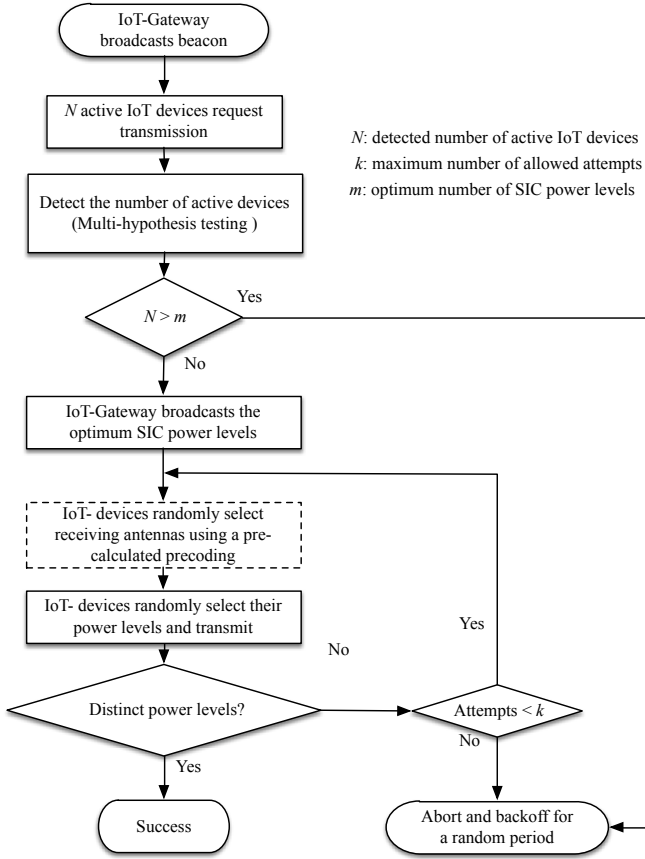 IoT-Gateway
broadcasts beacon
N active IoT devices request
transmission
N: detected number of active IoT devices
k: maximum number of allowed attempts
m: optimum number of SIC power levels
Detect the number of active devices
(Multi-hypothesis testing )
Yes
N > m
No
IoT-Gateway broadcasts the
optimum SIC power levels
IoT- devices randomly select
receiving antennas using a pre-
calculated precoding
IoT- devices randomly select their
power levels and transmit
Yes
No
Distinct power levels?
Attempts < k
No
Yes
Success
Abort and backoff for
a random period